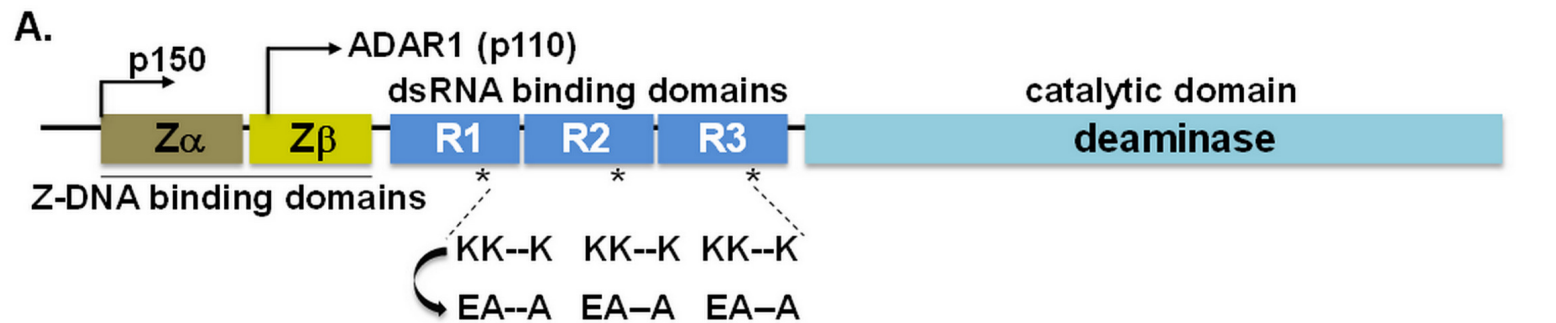 A.
p150
ADAR1 (p110)
dsRNA binding domains
catalytic domain
Zα Zβ R1 R2 R3 deaminase
* * *
Z-DNA binding domains
KK--K KK--K KK--K
EA--A EA–A EA–A